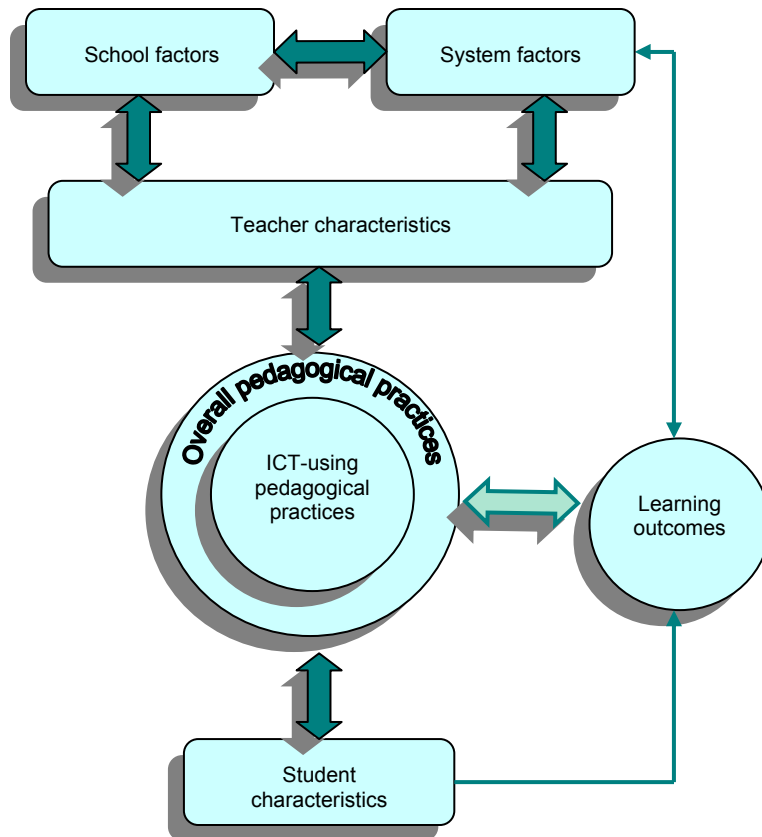 School factors
System factors
Teacher characteristics
Overall pedagogical practices
ICT-using
pedagogical
practices
Learning
outcomes
Student
characteristics